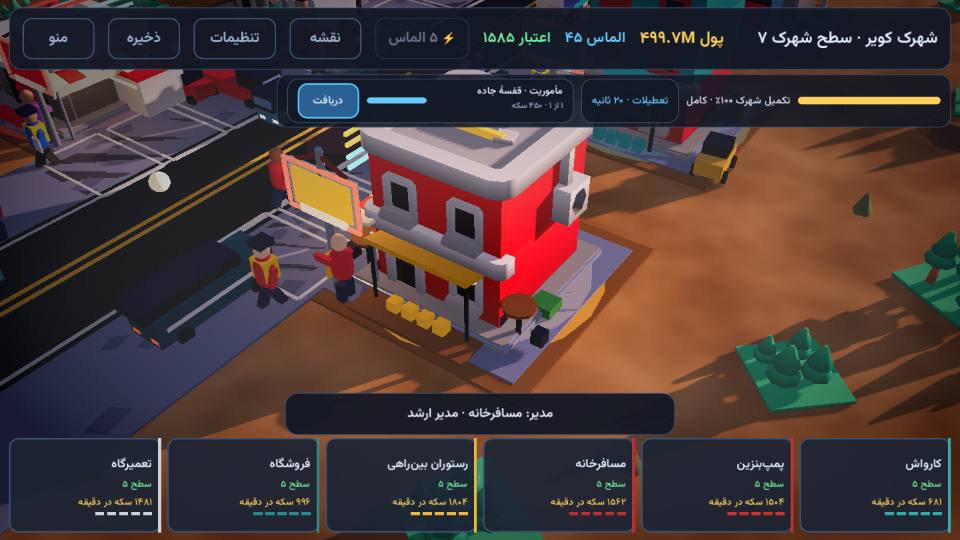 شهرک کویر · سطح شهرک ۷
پول ۴۹۹.۷M
الماس ۴۵
اعتبار ۱۵۸۵
⚡ ۵ الماس
نقشه
تنظیمات
ذخیره
منو
تکمیل شهرک ۱۰۰٪ · کامل
تعطیلات · ۲۰ ثانیه
مأموریت · قفسهٔ جاده
۱ از ۱ · ۴۵۰ سکه
دریافت
مدیر: مسافرخانه · مدیر ارشد
کارواش
سطح ۵
۶۸۱ سکه در دقیقه
پمپ‌بنزین
سطح ۵
۱۵۰۴ سکه در دقیقه
مسافرخانه
سطح ۵
۱۵۶۲ سکه در دقیقه
رستوران بین‌راهی
سطح ۵
۱۸۰۴ سکه در دقیقه
فروشگاه
سطح ۵
۹۹۶ سکه در دقیقه
تعمیرگاه
سطح ۵
۱۴۸۱ سکه در دقیقه